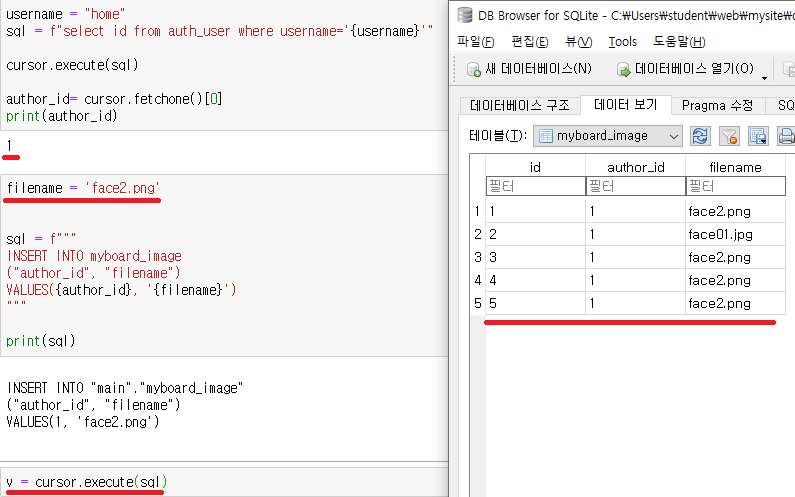 username = "home"
sql = f"select id from auth_user where username='{username}'"
cursor.execute(sql)
author_id= cursor.fetchone()[0]
print(author_id)
1
filename = 'face2.png'
sql = f"""
INSERT INTO myboard_image
("author_id", "filename")
VALUES({author_id}, '{filename}')
"""
print(sql)
INSERT INTO "main"."myboard_image"
("author_id", "filename")
VALUES(1, 'face2.png')
v = cursor.execute(sql)
DB Browser for SQLite - C:₩Users₩student₩web₩mysite₩
파일(F) 편집(E) 뷰(V) Tools 도움말(H)
새 데이터베이스(N) 데이터베이스 열기(O)
데이터베이스 구조 데이터 보기 Pragma 수정 SQ
테이블(T): myboard_image
id author_id filename
필터 필터 필터
1 1 1 face2.png
2 2 1 face01.jpg
3 3 1 face2.png
4 4 1 face2.png
5 5 1 face2.png